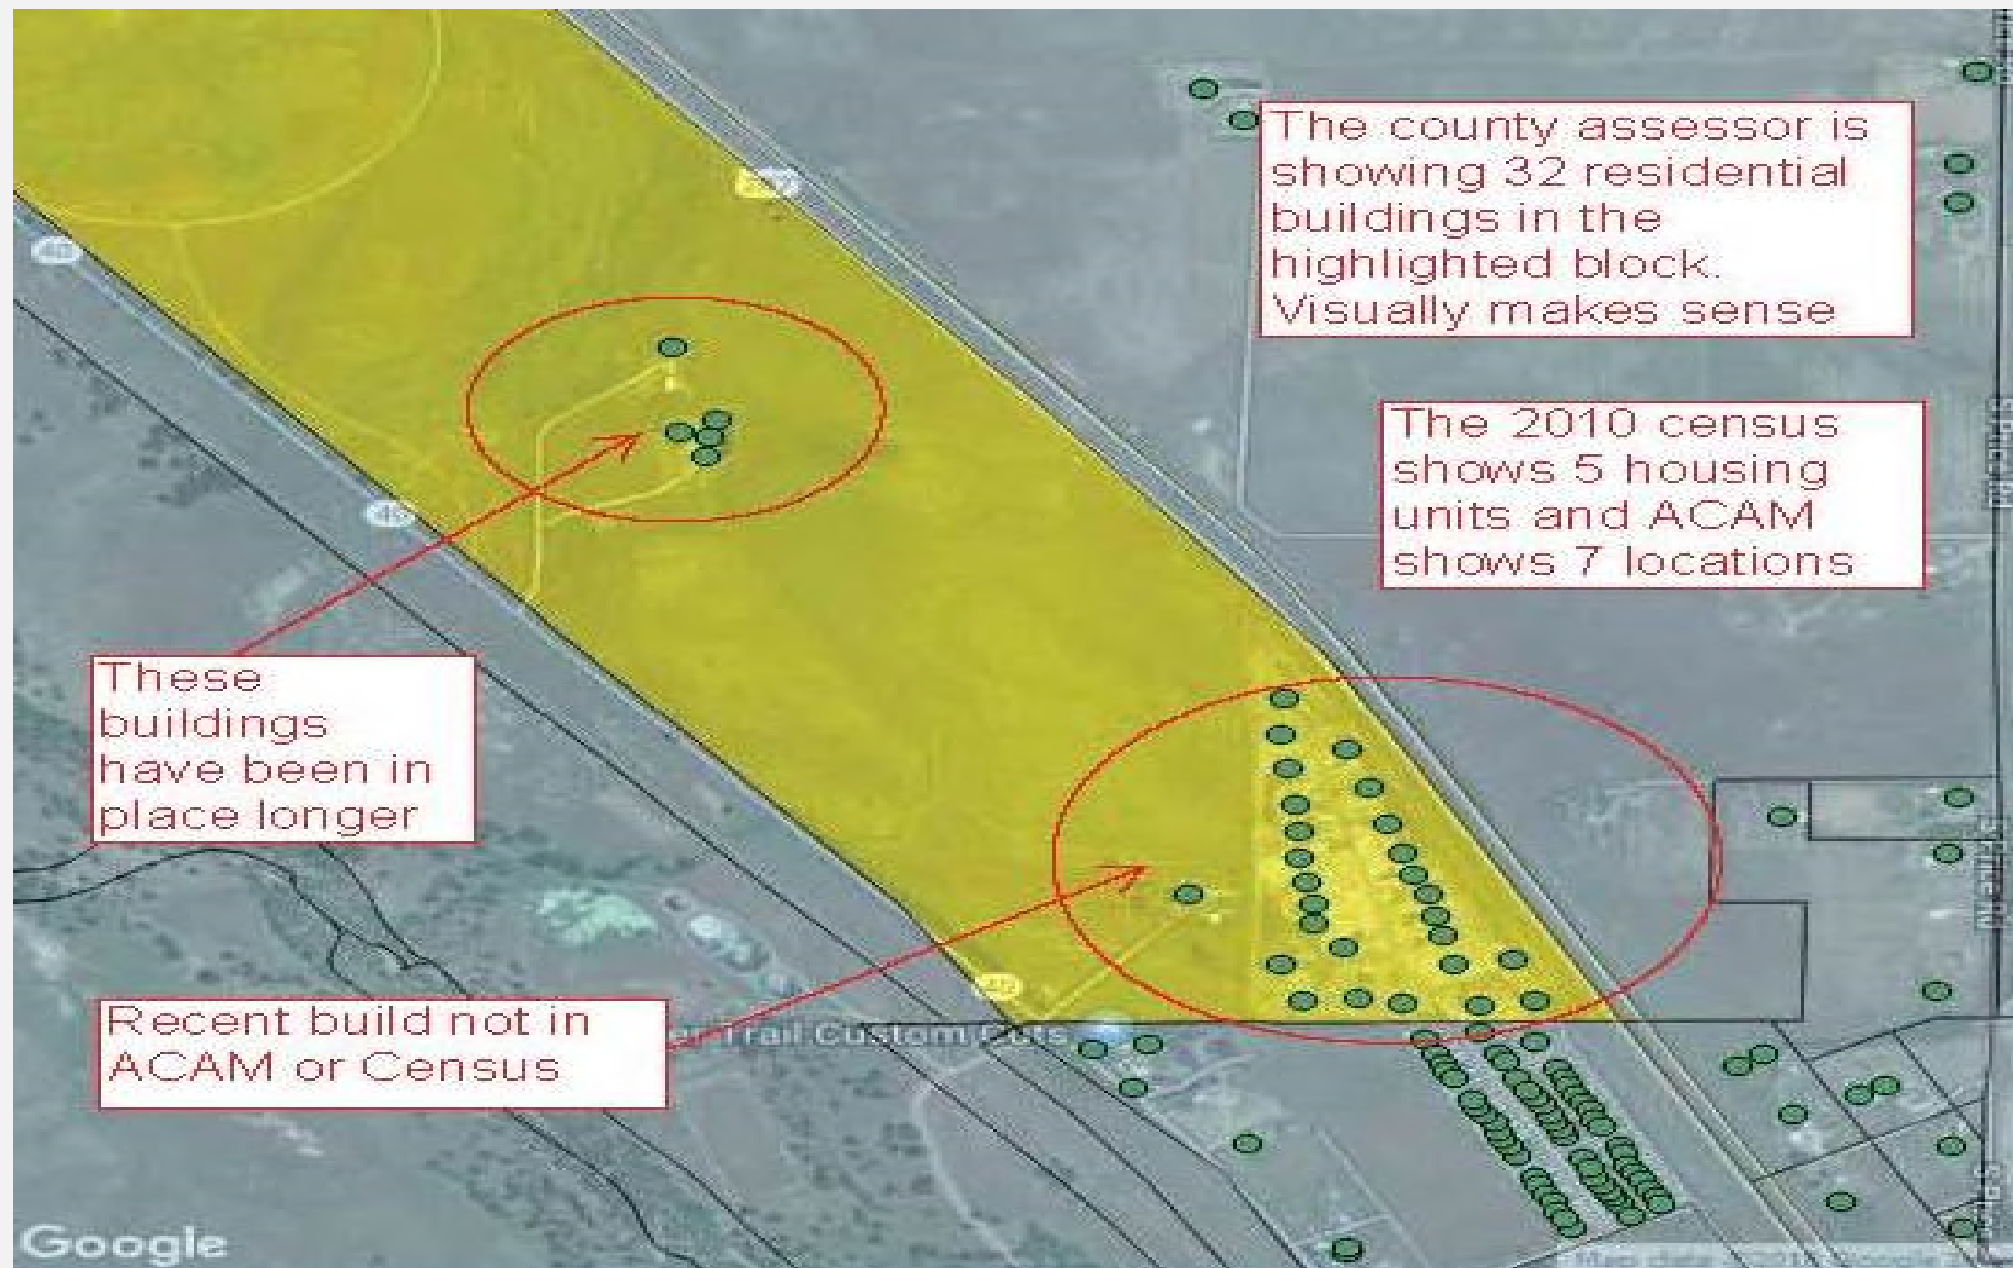 The county assessor is
showing 32 residential
buildings in the
highlighted block.
Visually makes sense
The 2010 census
shows 5 housing
units and ACAM
shows 7 locations
These
buildings
have been in
place longer
Recent build not in
ACAM or Census
Trail Custom Cuts
Google